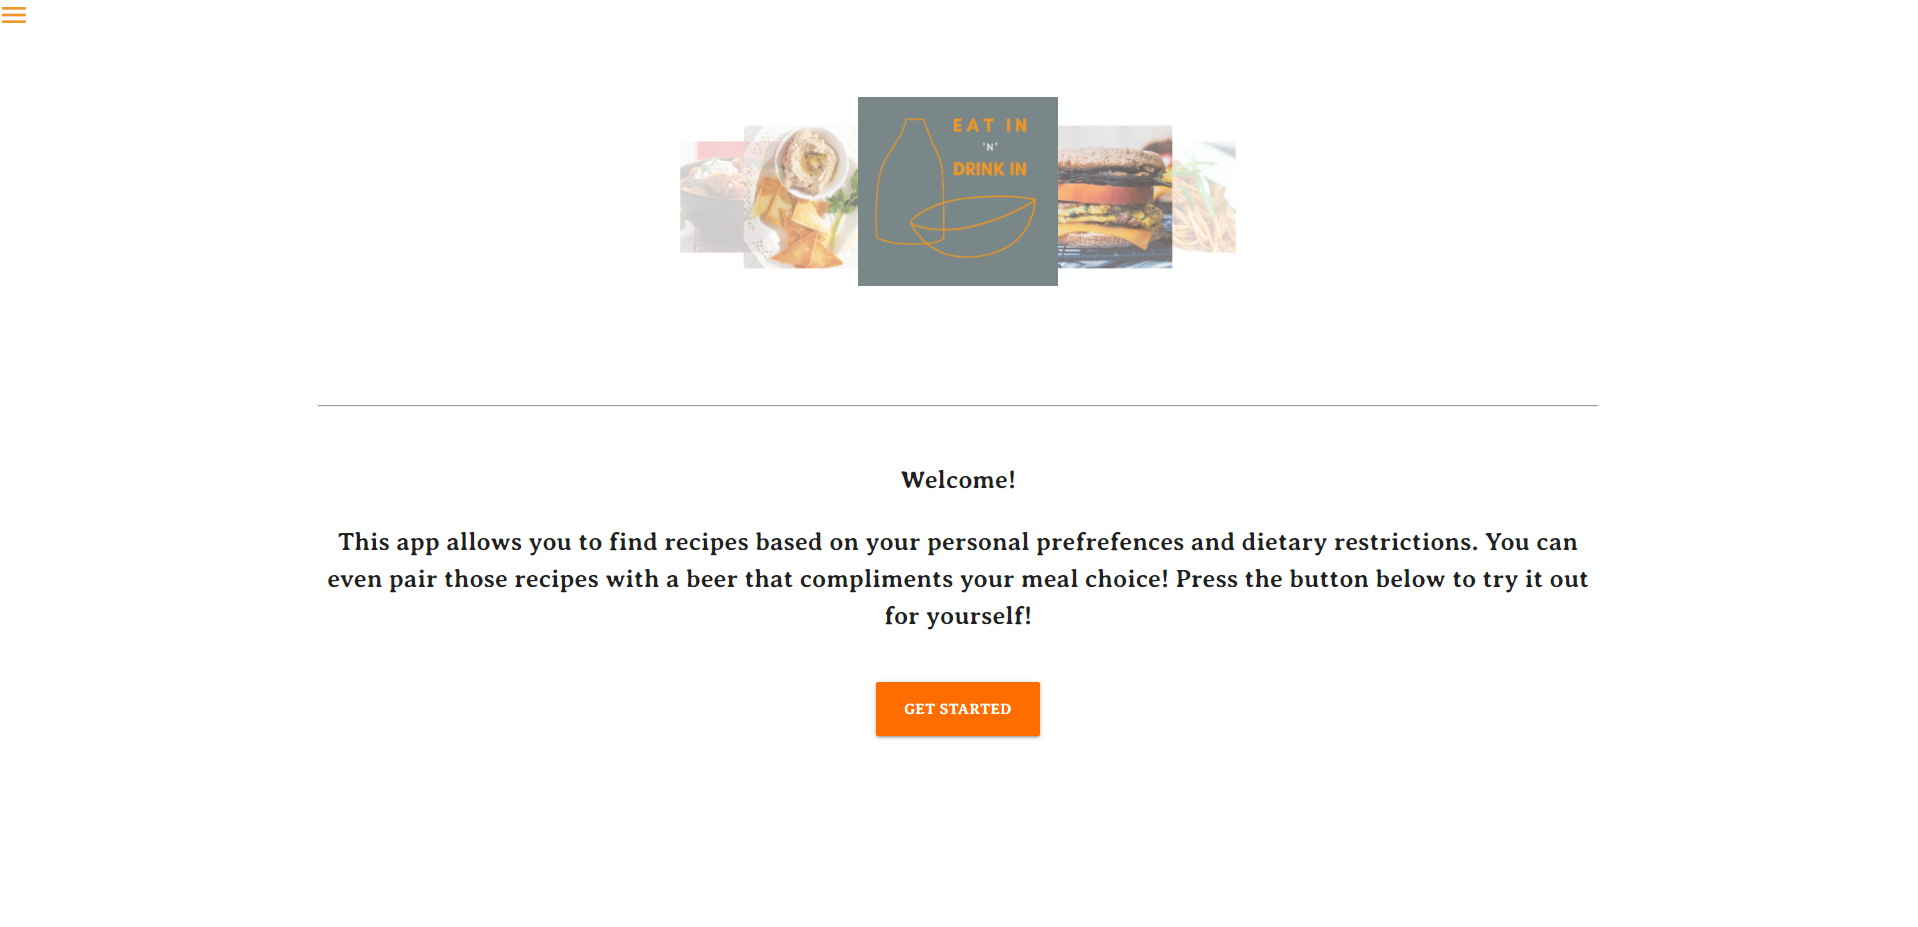 EAT IN
'N'
DRINK IN
Welcome!
This app allows you to find recipes based on your personal prefrefences and dietary restrictions. You can
even pair those recipes with a beer that compliments your meal choice! Press the button below to try it out
for yourself!
GET STARTED